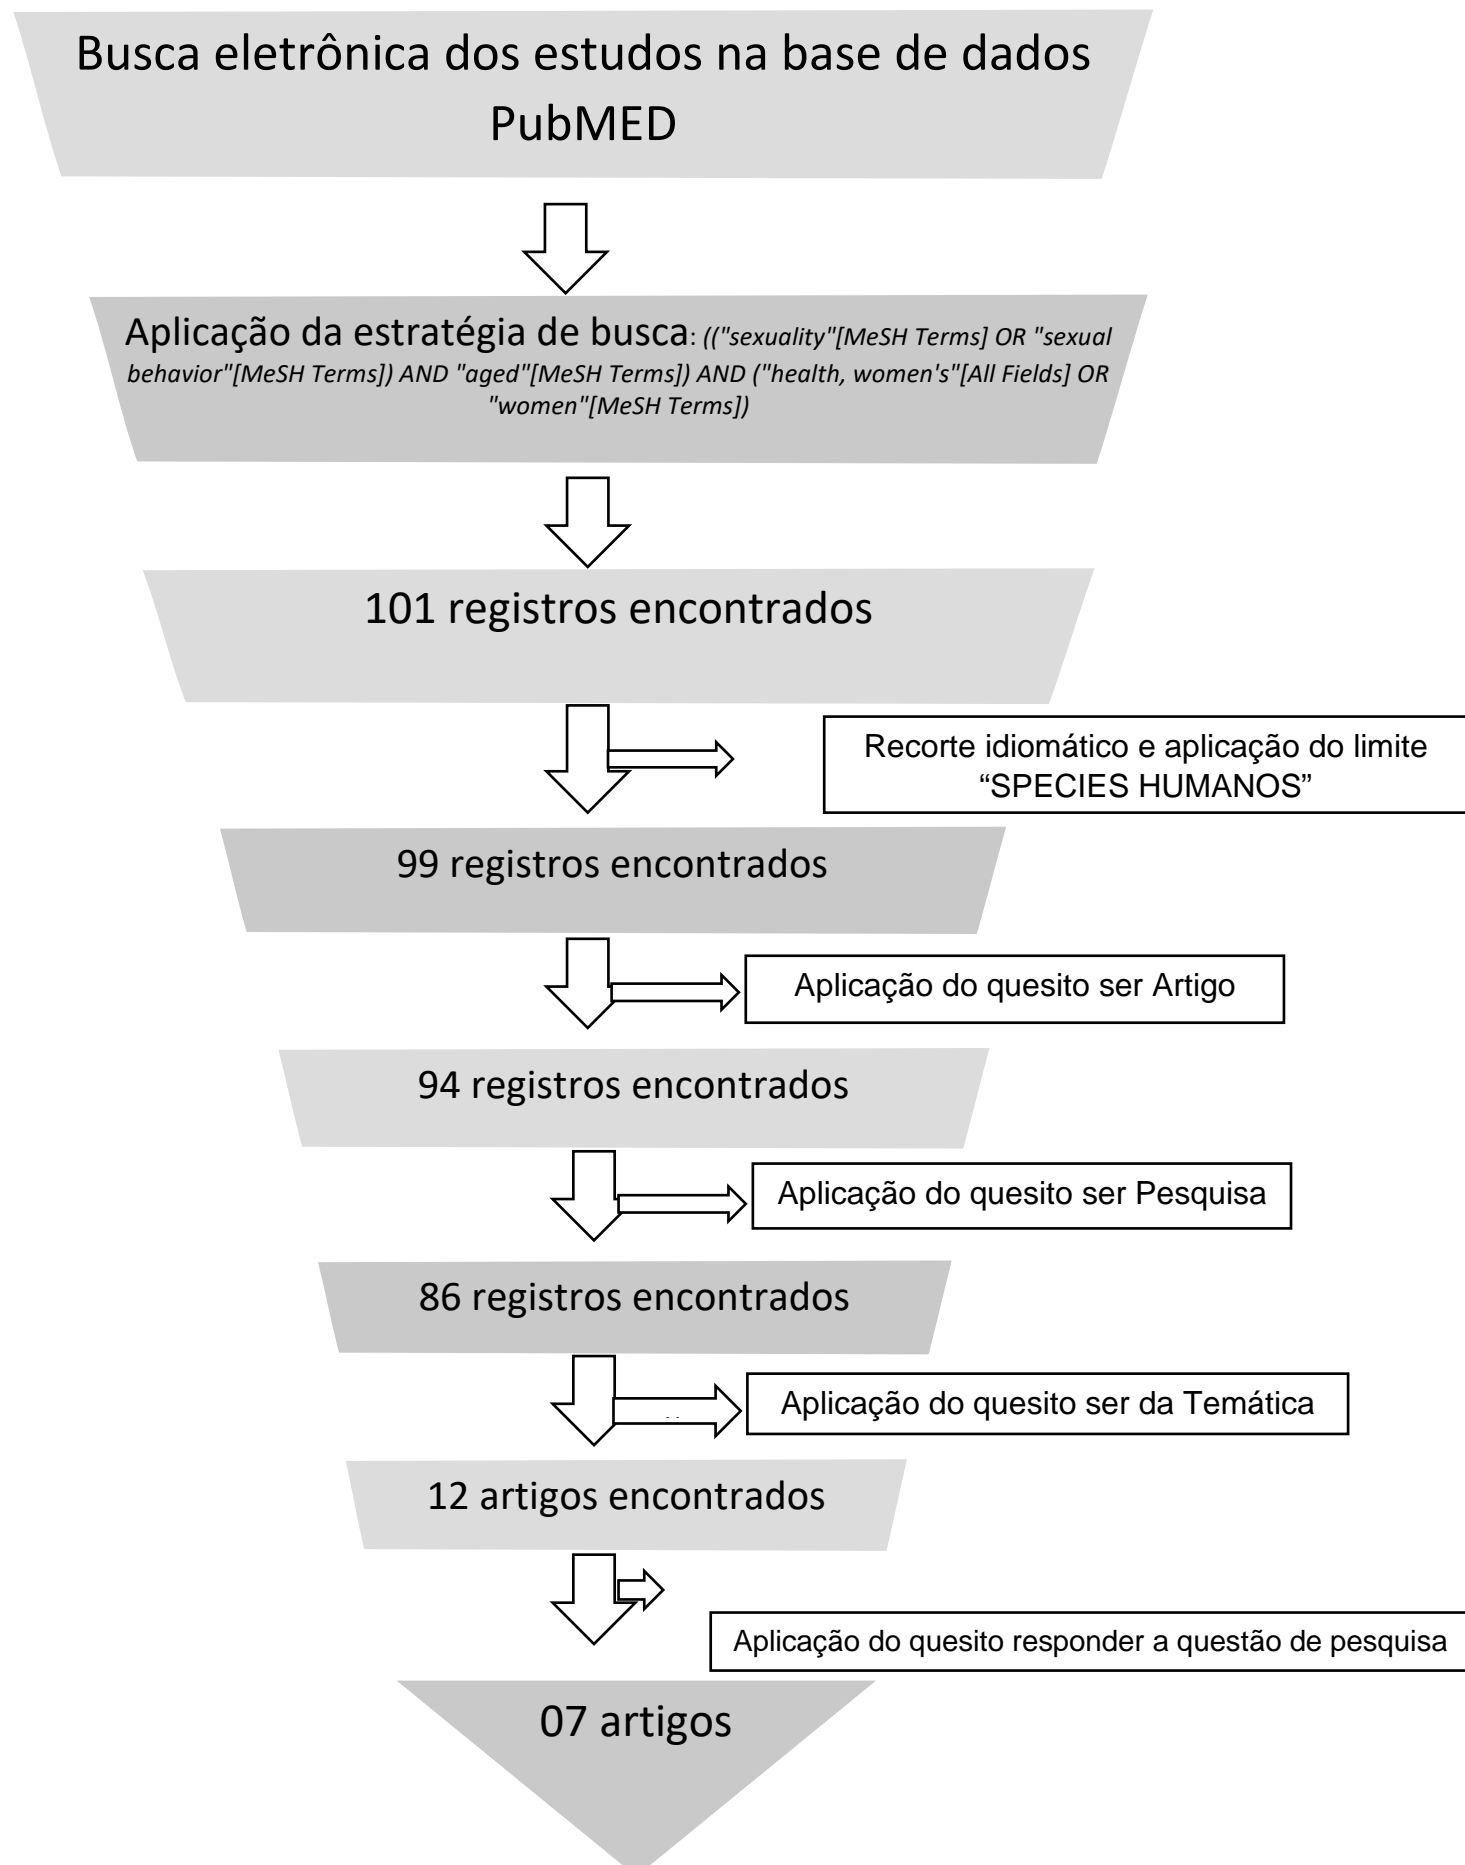 Busca eletrônica dos estudos na base de dados
PubMED
Aplicação da estratégia de busca: (("sexuality"[MeSH Terms] OR "sexual
behavior"[MeSH Terms]) AND "aged"[MeSH Terms]) AND ("health, women's"[All Fields] OR
"women"[MeSH Terms])
101 registros encontrados
Recorte idiomático e aplicação do limite
“SPECIES HUMANOS”
99 registros encontrados
Aplicação do quesito ser Artigo
94 registros encontrados
Aplicação do quesito ser Pesquisa
86 registros encontrados
Aplicação do quesito ser da Temática
12 artigos encontrados
Aplicação do quesito responder a questão de pesquisa
07 artigos